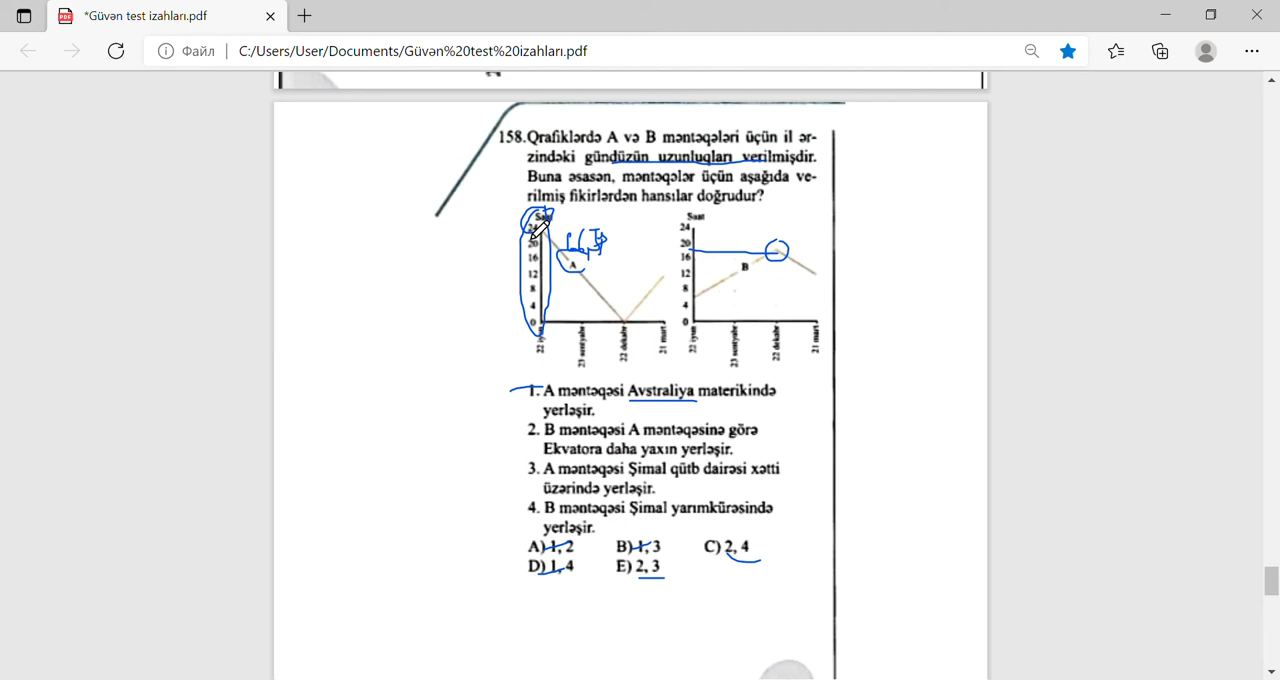 *Güvən test izahları.pdf
Файл
C:/Users/User/Documents/Güvən%20test%20izahları.pdf
158.Qrafiklərdə A və B məntəqələri üçün il ər-
zindəki gündüzün uzunluqları verilmişdir.
Buna əsasən, məntəqələr üçün aşağıda ve-
rilmiş fikirlərdən hansılar doğrudur?
Saat
24
20
16
12
8
4
0
A
22 iyun
23 sentyabr
22 dekabr
21 mart
Saat
24
20
16
12
8
4
0
B
22 iyun
23 sentyabr
22 dekabr
21 mart
1. A məntəqəsi Avstraliya materikində
yerləşir.
2. B məntəqəsi A məntəqəsinə görə
Ekvatora daha yaxın yerləşir.
3. A məntəqəsi Şimal qütb dairəsi xətti
üzərində yerləşir.
4. B məntəqəsi Şimal yarımkürəsində
yerləşir.
A) 1, 2 B) 1, 3 C) 2, 4
D) 1, 4 E) 2, 3